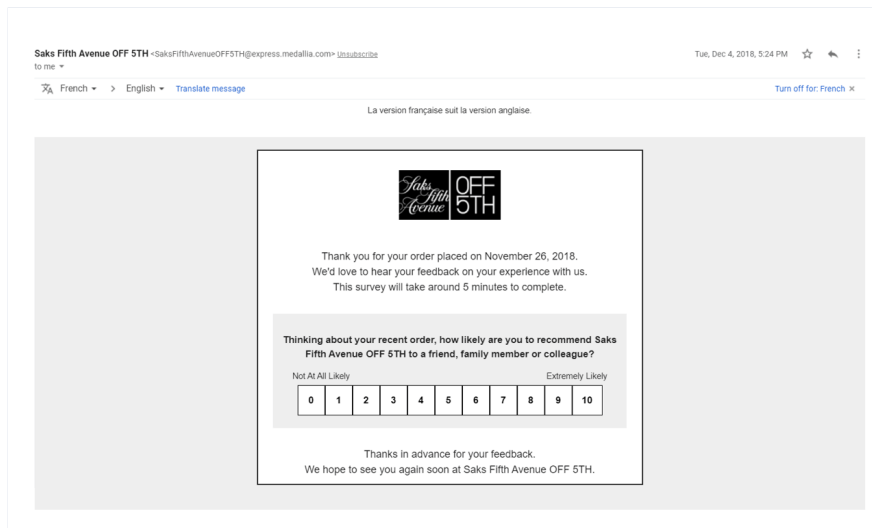 Saks Fifth Avenue OFF 5TH <SaksFifthAvenueOFF5TH@express.medallia.com> Unsubscribe
Tue, Dec 4, 2018, 5:24 PM
to me
French > English Translate message
Turn off for: French ×
La version française suit la version anglaise.
Saks Fifth Avenue OFF 5TH
Thank you for your order placed on November 26, 2018.
We'd love to hear your feedback on your experience with us.
This survey will take around 5 minutes to complete.
Thinking about your recent order, how likely are you to recommend Saks
Fifth Avenue OFF 5TH to a friend, family member or colleague?
Not At All Likely Extremely Likely
0 1 2 3 4 5 6 7 8 9 10
Thanks in advance for your feedback.
We hope to see you again soon at Saks Fifth Avenue OFF 5TH.